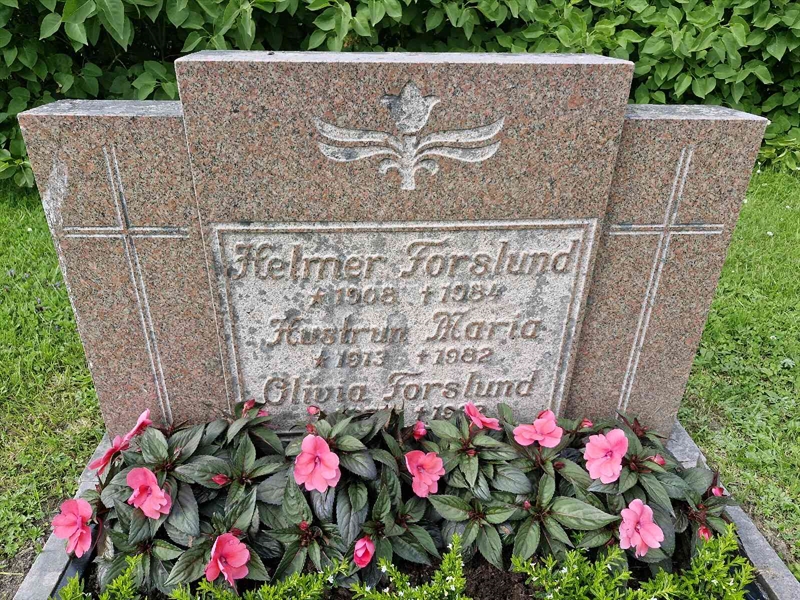 Helmer Forslund
* 1908 † 1984
Hustrun Maria
* 1913 † 1982
Olivia Forslund